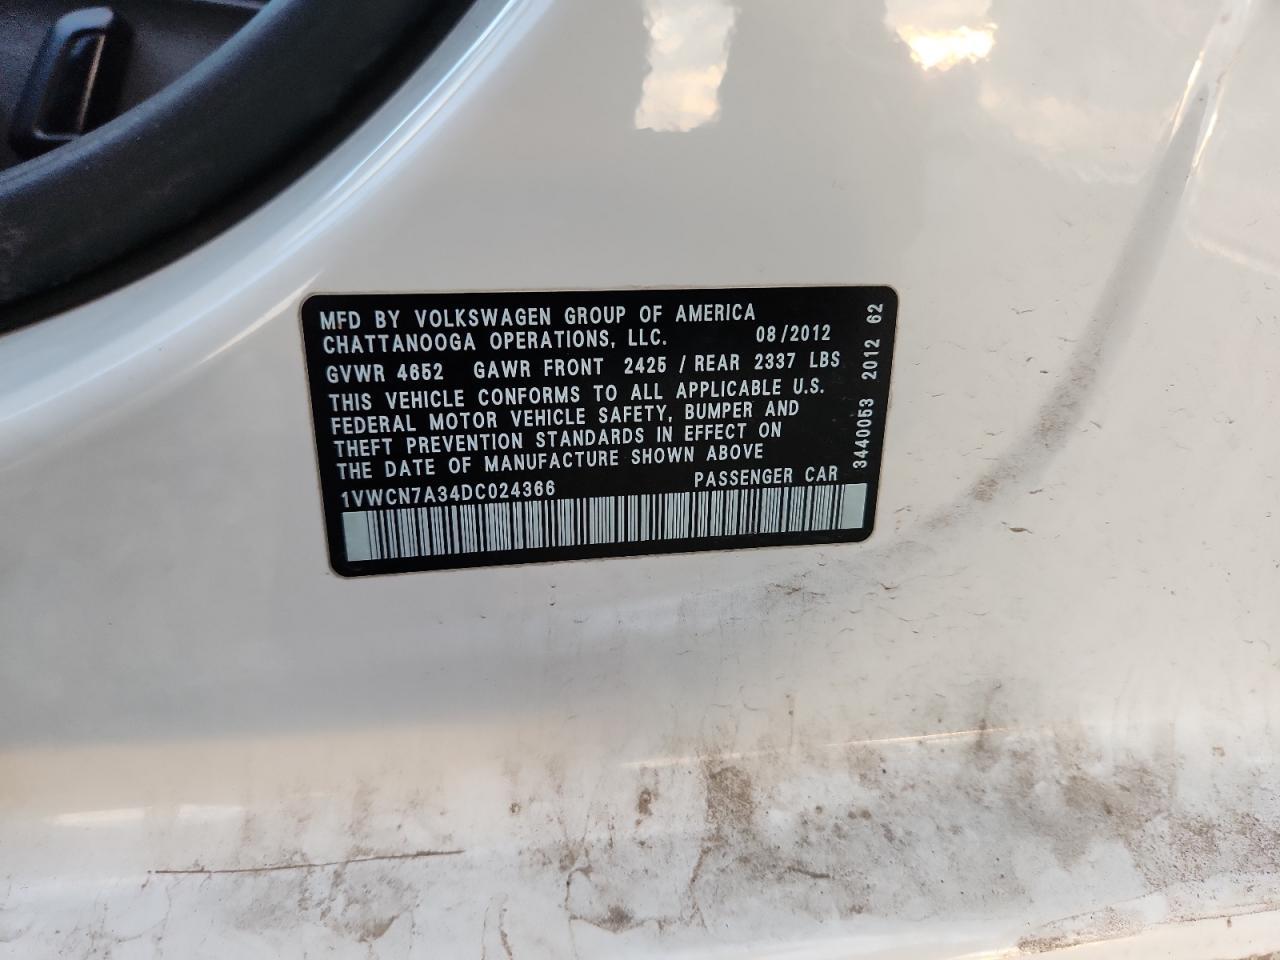 MFD BY VOLKSWAGEN GROUP OF AMERICA
CHATTANOOGA OPERATIONS, LLC. 08/2012
GVWR 4652 GAWR FRONT 2425 / REAR 2337 LBS
THIS VEHICLE CONFORMS TO ALL APPLICABLE U.S.
FEDERAL MOTOR VEHICLE SAFETY, BUMPER AND
THEFT PREVENTION STANDARDS IN EFFECT ON
THE DATE OF MANUFACTURE SHOWN ABOVE
1VWCN7A34DC024366 PASSENGER CAR
3440053 2012 62